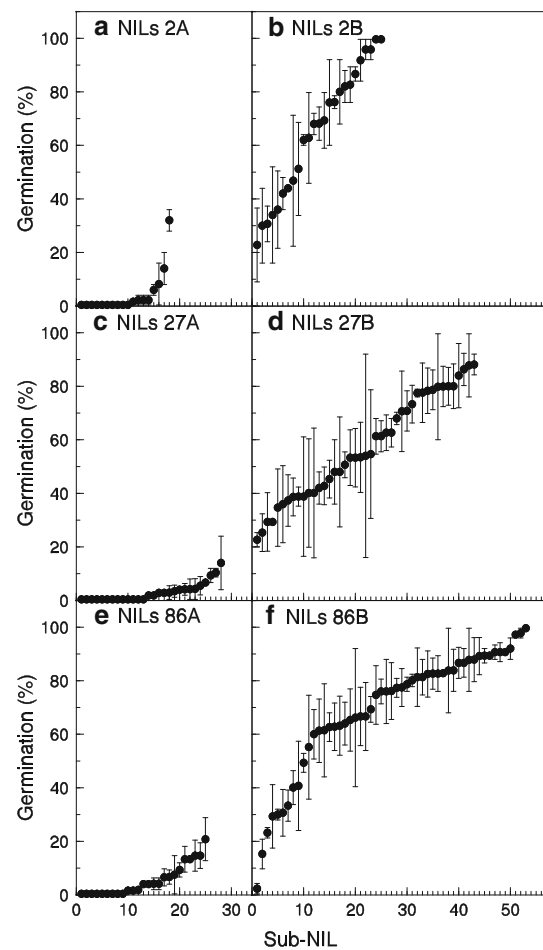 a NILs 2A
b NILs 2B
100
80
60
40
20
0
Germination (%)
c NILs 27A
d NILs 27B
100
80
60
40
20
0
Germination (%)
e NILs 86A
f NILs 86B
100
80
60
40
20
0
Germination (%)
0 10 20 30 0 10 20 30 40 50
Sub-NIL